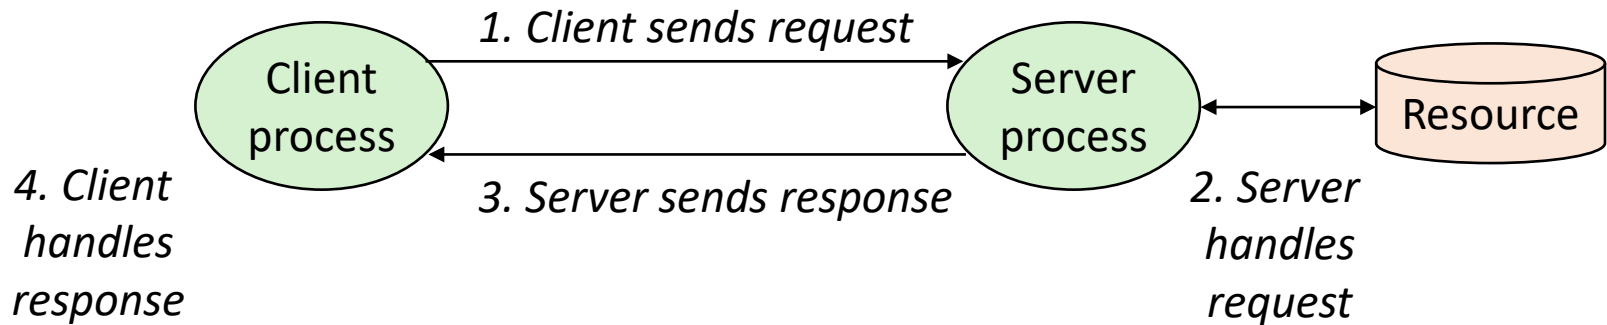 1. Client sends request
Client
process
Server
process
Resource
3. Server sends response
4. Client
handles
response
2. Server
handles
request